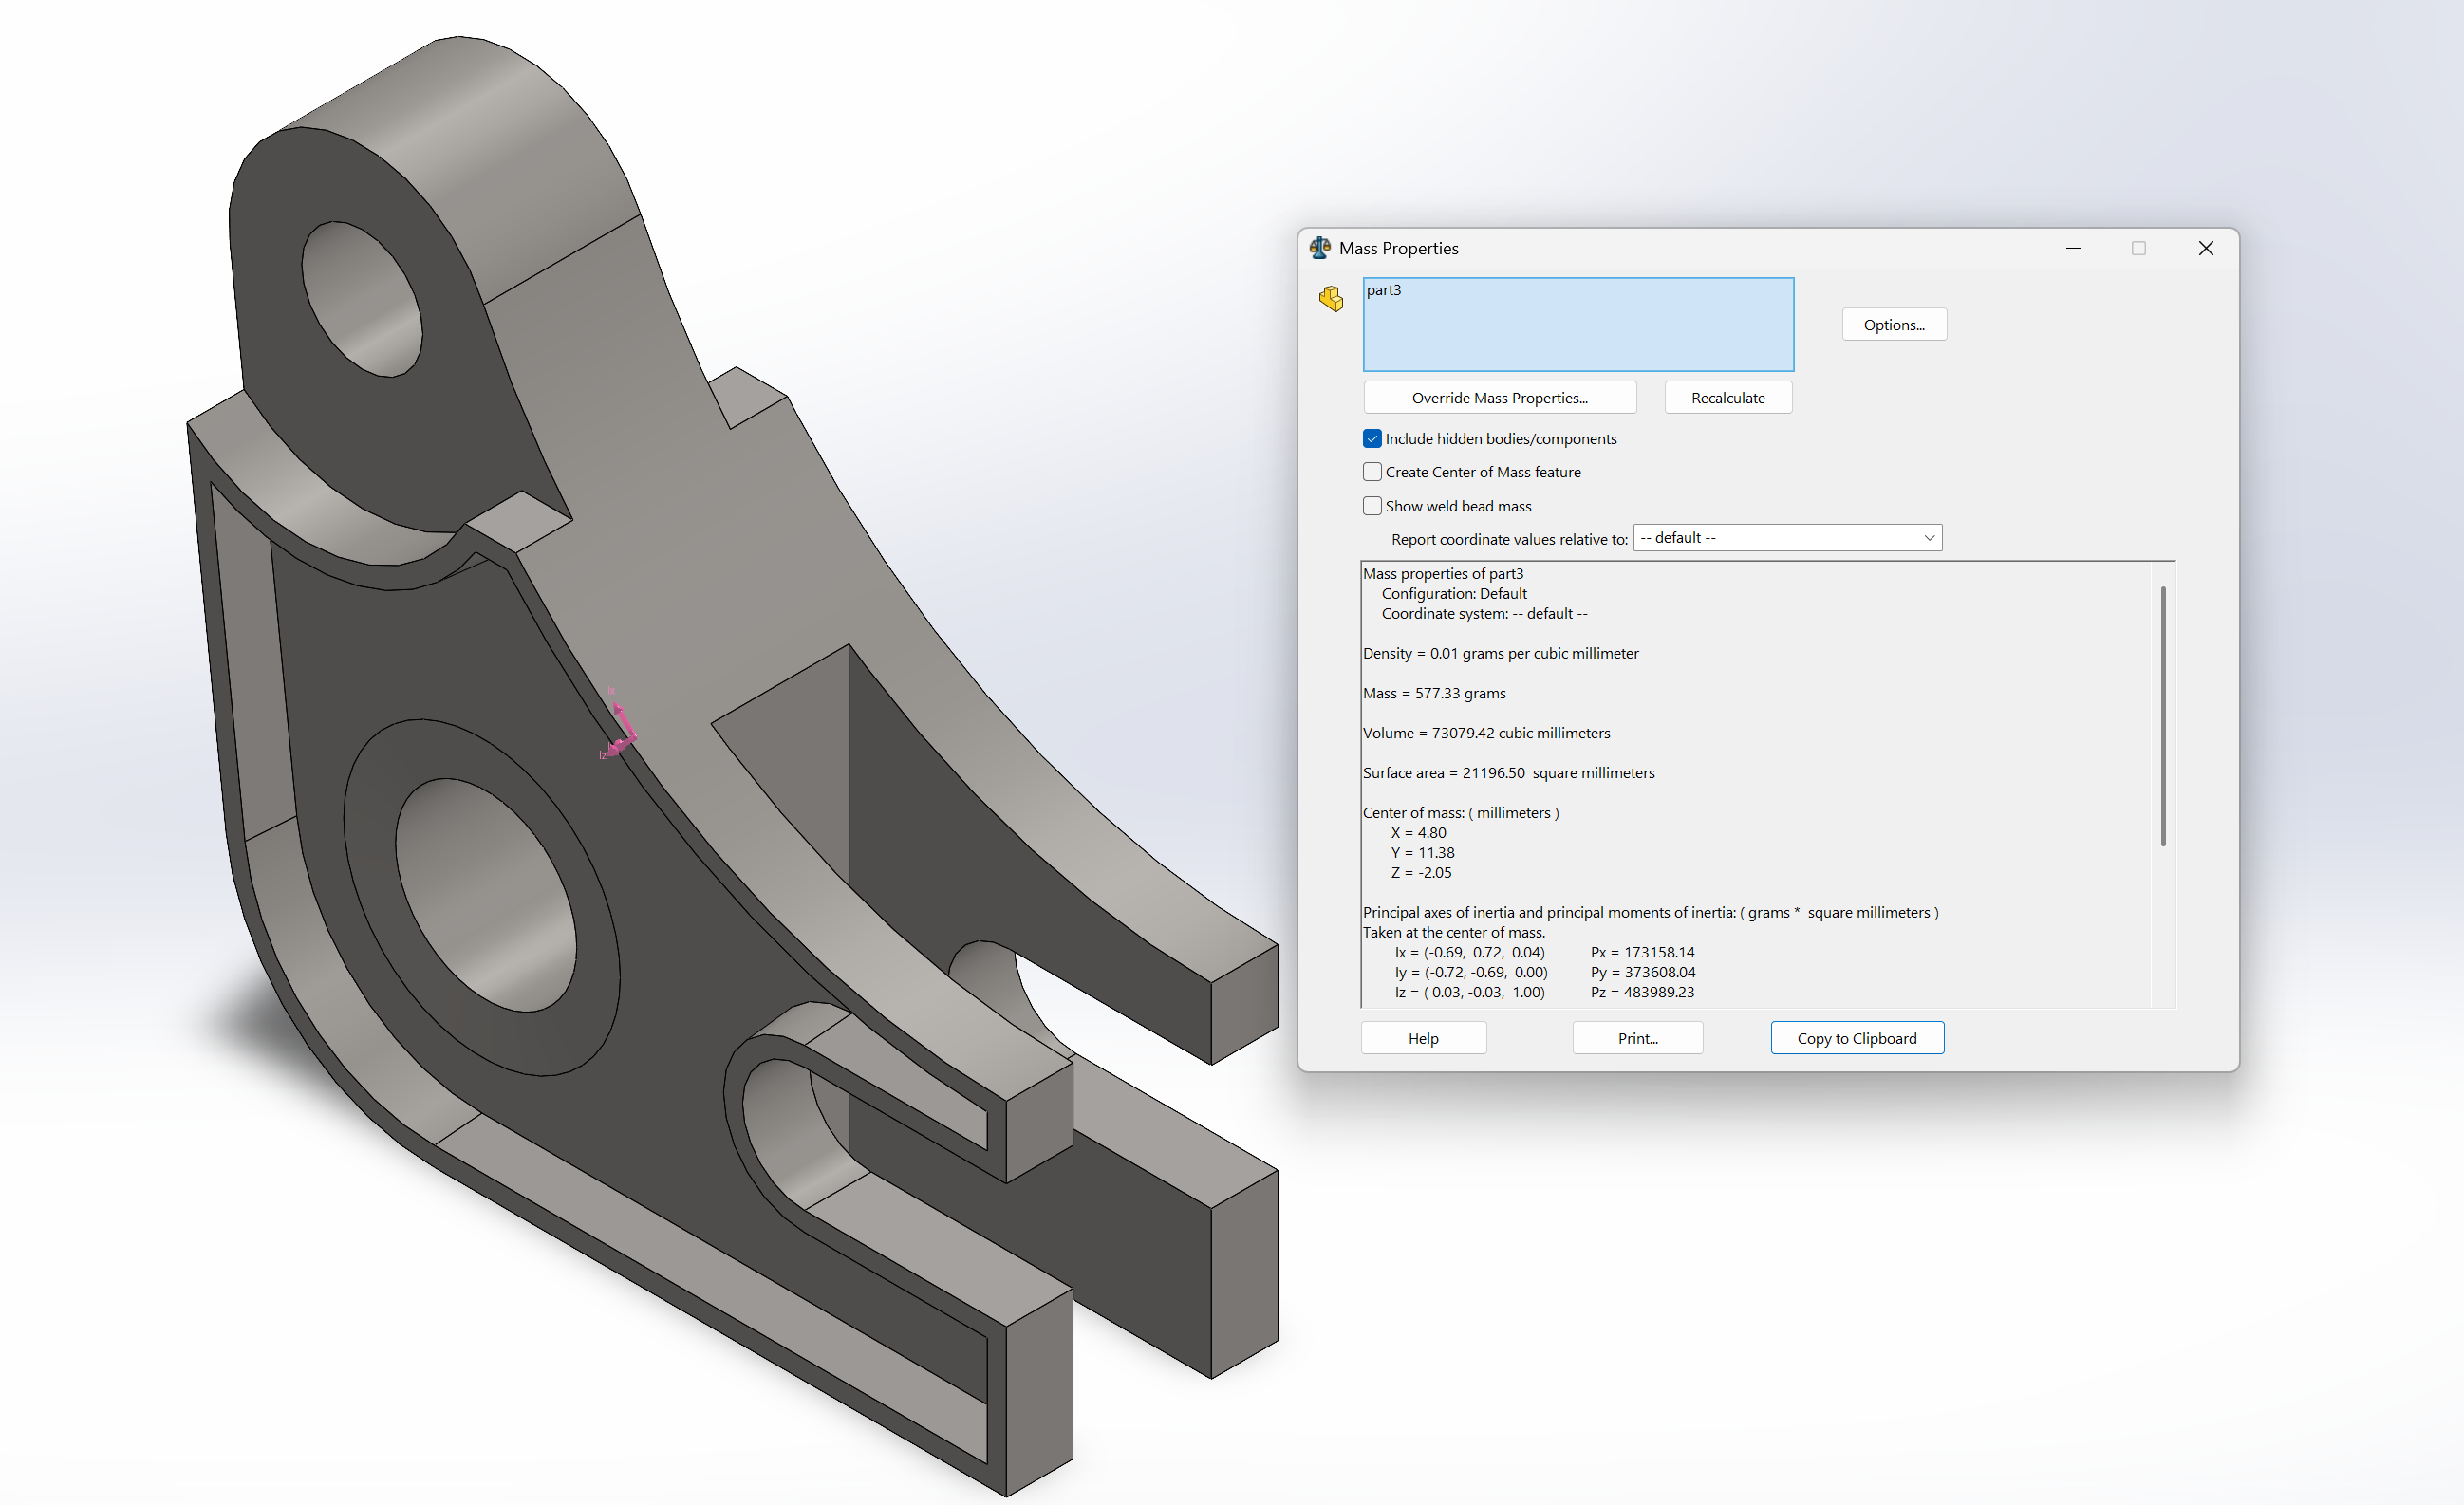 Mass Properties
part3
Options...
Override Mass Properties...
Recalculate
Include hidden bodies/components
Create Center of Mass feature
Show weld bead mass
Report coordinate values relative to: -- default --
Mass properties of part3
Configuration: Default
Coordinate system: -- default --
Density = 0.01 grams per cubic millimeter
Mass = 577.33 grams
Volume = 73079.42 cubic millimeters
Surface area = 21196.50 square millimeters
Center of mass: ( millimeters )
X = 4.80
Y = 11.38
Z = -2.05
Principal axes of inertia and principal moments of inertia: ( grams * square millimeters )
Taken at the center of mass.
Ix = (-0.69, 0.72, 0.04) Px = 173158.14
Iy = (-0.72, -0.69, 0.00) Py = 373608.04
Iz = ( 0.03, -0.03, 1.00) Pz = 483989.23
Help
Print...
Copy to Clipboard
Ix
Iz